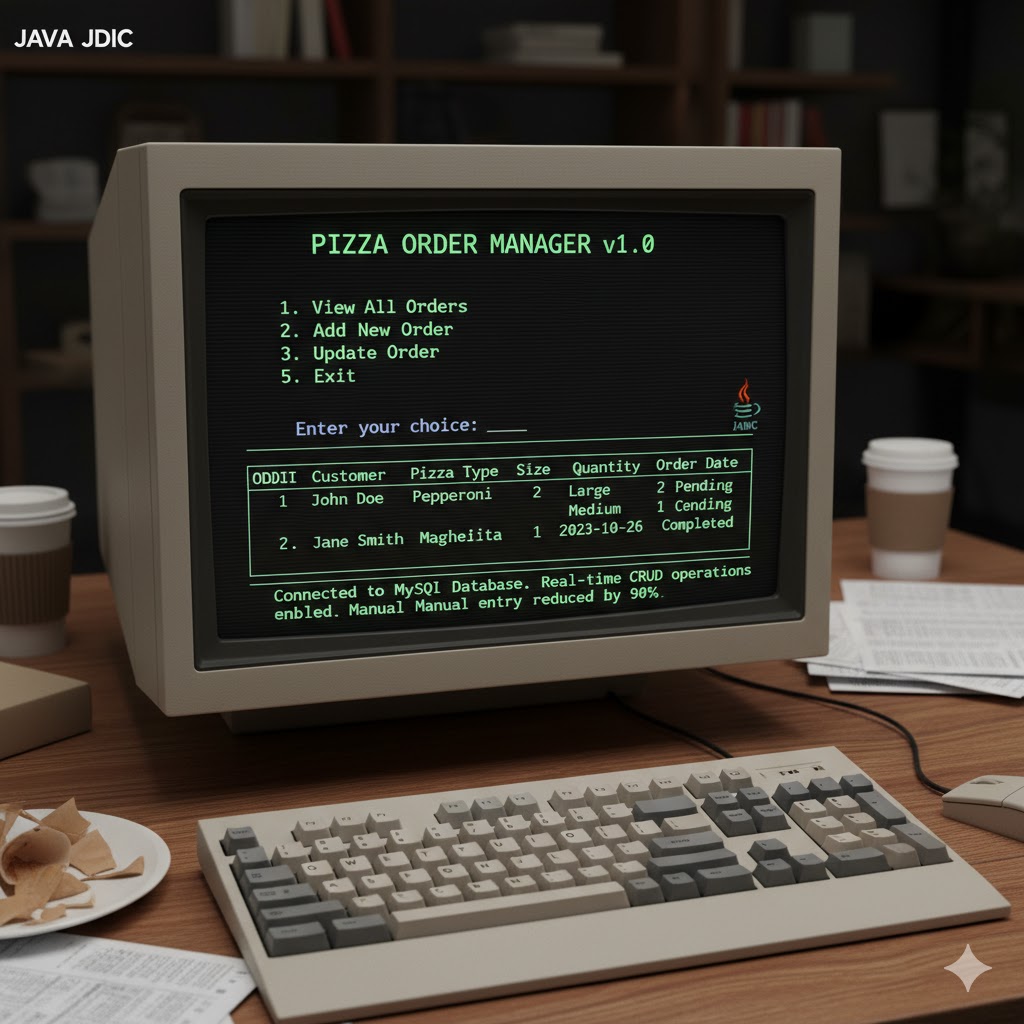 JAVA JDIC
PIZZA ORDER MANAGER v1.0
1. View All Orders
2. Add New Order
3. Update Order
5. Exit
Enter your choice: ____
ODDII Customer Pizza Type Size Quantity Order Date
1 John Doe Pepperoni 2 Large 2 Pending
Medium 1 Cending
2. Jane Smith Magheiita 1 2023-10-26 Completed
Connected to MySQI Database. Real-time CRUD operations
enbled. Manual Manual entry reduced by 90%.